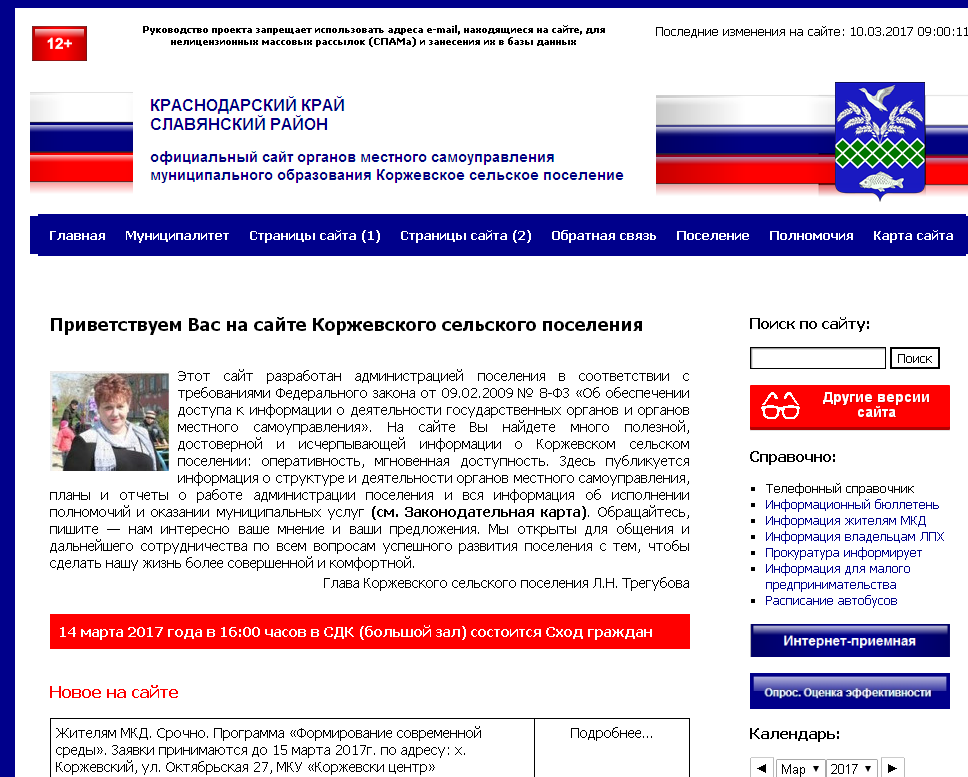 12+
Руководство проекта запрещает использовать адреса e-mail, находящиеся на сайте, для
нелицензионных массовых рассылок (СПАМа) и занесения их в базы данных
Последние изменения на сайте: 10.03.2017 09:00:11
КРАСНОДАРСКИЙ КРАЙ
СЛАВЯНСКИЙ РАЙОН
официальный сайт органов местного самоуправления
муниципального образования Коржевское сельское поселение
Главная Муниципалитет Страницы сайта (1) Страницы сайта (2) Обратная связь Поселение Полномочия Карта сайта
Приветствуем Вас на сайте Коржевского сельского поселения
Этот сайт разработан администрацией поселения в соответствии с
требованиями Федерального закона от 09.02.2009 № 8-ФЗ «Об обеспечении
доступа к информации о деятельности государственных органов и органов
местного самоуправления». На сайте Вы найдете много полезной,
достоверной и исчерпывающей информации о Коржевском сельском
поселении: оперативность, мгновенная доступность. Здесь публикуется
информация о структуре и деятельности органов местного самоуправления,
планы и отчеты о работе администрации поселения и вся информация об исполнении
полномочий и оказании муниципальных услуг (см. Законодательная карта). Обращайтесь,
пишите — нам интересно ваше мнение и ваши предложения. Мы открыты для общения и
дальнейшего сотрудничества по всем вопросам успешного развития поселения с тем, чтобы
сделать нашу жизнь более совершенной и комфортной.
Глава Коржевского сельского поселения Л.Н. Трегубова
14 марта 2017 года в 16:00 часов в СДК (большой зал) состоится Сход граждан
Новое на сайте
Жителям МКД. Срочно. Программа «Формирование современной
среды». Заявки принимаются до 15 марта 2017г. по адресу: х.
Коржевский, ул. Октябрьская 27, МКУ «Коржевски центр»
Подробнее...
Поиск по сайту:
Поиск
Другие версии
сайта
Справочно:
Телефонный справочник
Информационный бюллетень
Информация жителям МКД
Информация владельцам ЛПХ
Прокуратура информирует
Информация для малого
предпринимательства
Расписание автобусов
Интернет-приемная
Опрос. Оценка эффективности
Календарь:
Мар 2017